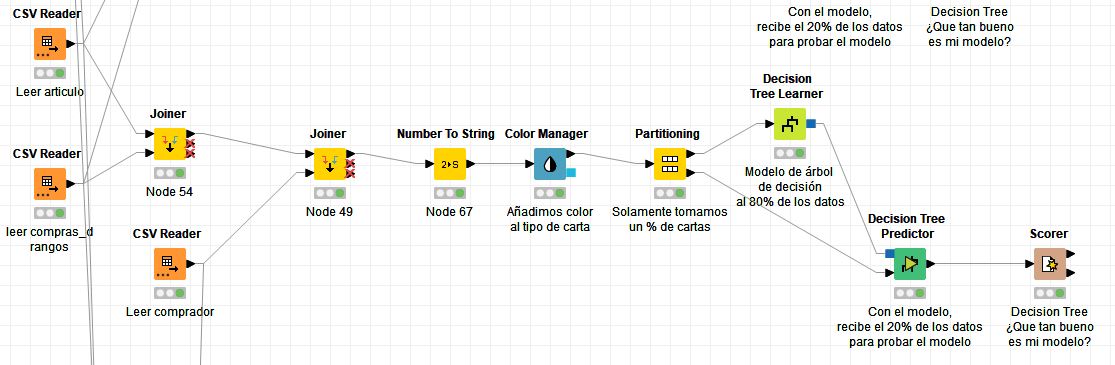 CSV Reader
Leer articulo
Con el modelo,
recibe el 20% de los datos
para probar el modelo
Decision Tree
¿Que tan bueno
es mi modelo?
CSV Reader
leer compras_d
rangos
Joiner
Node 54
CSV Reader
Leer comprador
Joiner
Node 49
Number To String
2▸S
Node 67
Color Manager
Añadimos color
al tipo de carta
Partitioning
Solamente tomamos
un % de cartas
Decision
Tree Learner
Modelo de árbol
de decisión
al 80% de los datos
Decision Tree
Predictor
Con el modelo,
recibe el 20% de los datos
para probar el modelo
Scorer
Decision Tree
¿Que tan bueno
es mi modelo?